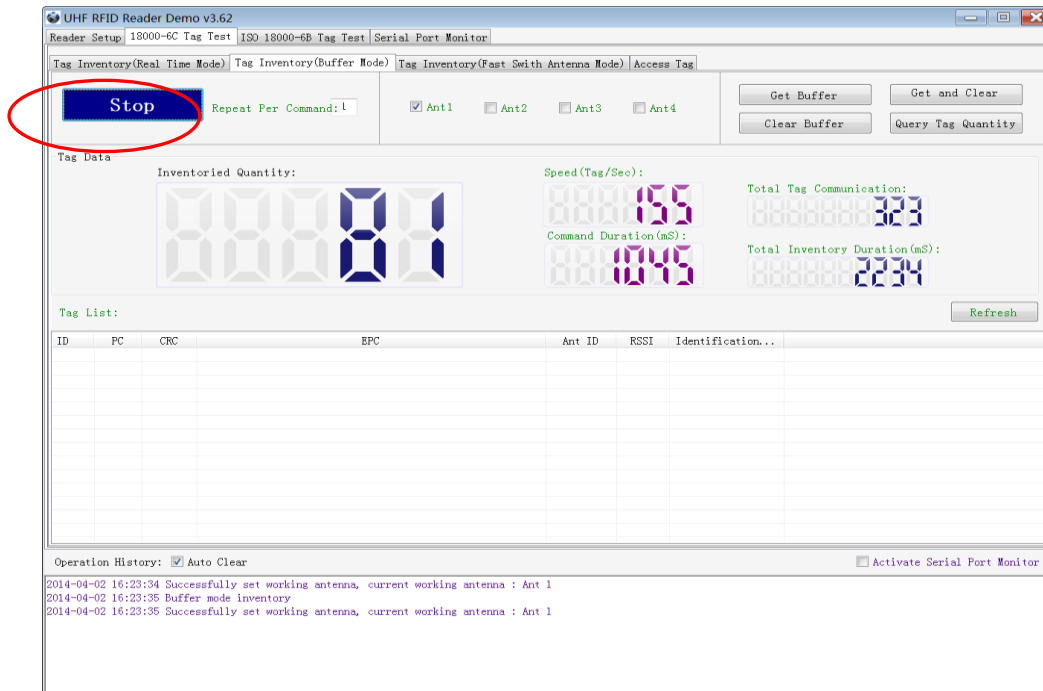 UHF RFID Reader Demo v3.62
Reader Setup 18000-6C Tag Test ISO 18000-6B Tag Test Serial Port Monitor
Tag Inventory(Real Time Mode) Tag Inventory(Buffer Mode) Tag Inventory(Fast Swith Antenna Mode) Access Tag
Stop Repeat Per Command: Ant1 Ant2 Ant3 Ant4 Get Buffer Get and Clear
Clear Buffer Query Tag Quantity
Tag Data
Inventoried Quantity: Speed(Tag/Sec): Total Tag Communication:
81 155 323
Command Duration(mS): Total Inventory Duration(mS):
1045 2234
Tag List: Refresh
ID PC CRC EPC Ant ID RSSI Identification...
Operation History: Auto Clear Activate Serial Port Monitor
2014-04-02 16:23:34 Successfully set working antenna, current working antenna : Ant 1
2014-04-02 16:23:35 Buffer mode inventory
2014-04-02 16:23:35 Successfully set working antenna, current working antenna : Ant 1